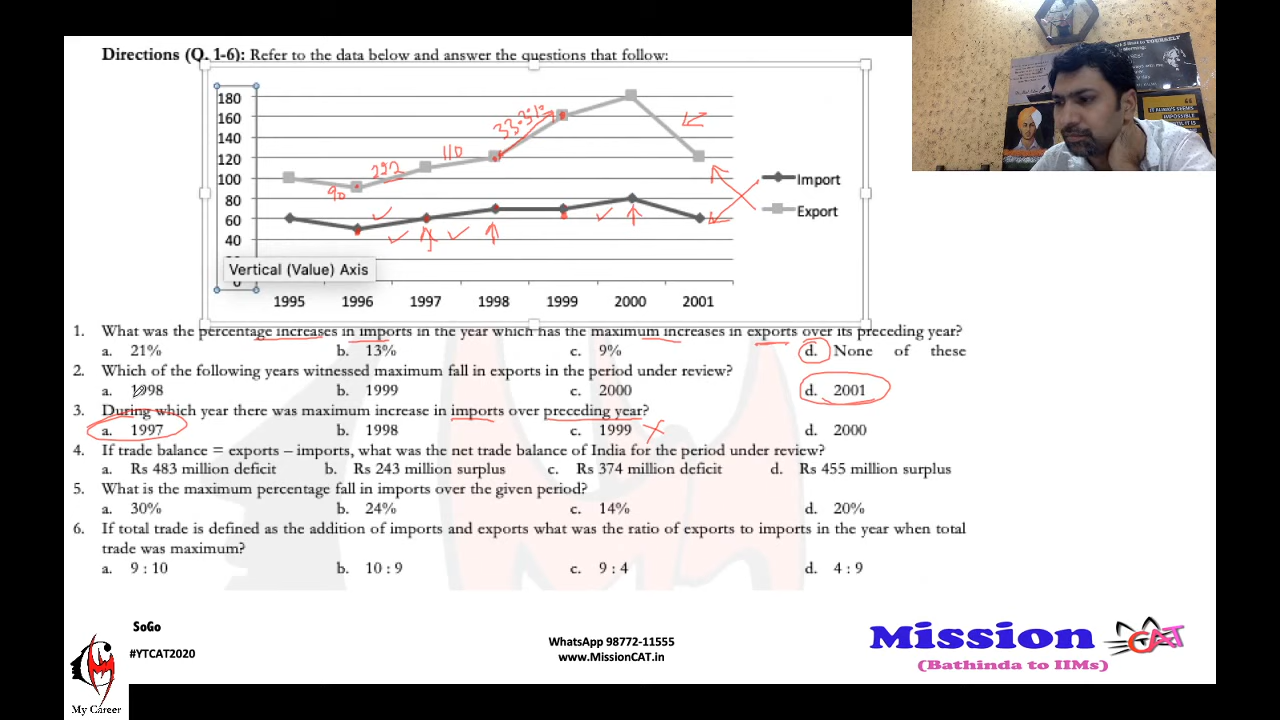 Directions (Q. 1-6): Refer to the data below and answer the questions that follow:
180
160
140
120
100
80
60
40
0
1995 1996 1997 1998 1999 2000 2001
Import
Export
Vertical (Value) Axis
90
22%
110
33.3%
1. What was the percentage increases in imports in the year which has the maximum increases in exports over its preceding year?
a. 21% b. 13% c. 9% d. None of these
2. Which of the following years witnessed maximum fall in exports in the period under review?
a. 1998 b. 1999 c. 2000 d. 2001
3. During which year there was maximum increase in imports over preceding year?
a. 1997 b. 1998 c. 1999 d. 2000
4. If trade balance = exports – imports, what was the net trade balance of India for the period under review?
a. Rs 483 million deficit b. Rs 243 million surplus c. Rs 374 million deficit d. Rs 455 million surplus
5. What is the maximum percentage fall in imports over the given period?
a. 30% b. 24% c. 14% d. 20%
6. If total trade is defined as the addition of imports and exports what was the ratio of exports to imports in the year when total
trade was maximum?
a. 9 : 10 b. 10 : 9 c. 9 : 4 d. 4 : 9
SoGo
#YTCAT2020
My Career
WhatsApp 98772-11555
www.MissionCAT.in
Mission CAT
(Bathinda to IIMs)
YOURSELF
IT ALWAYS SEEMS
IMPOSSIBLE